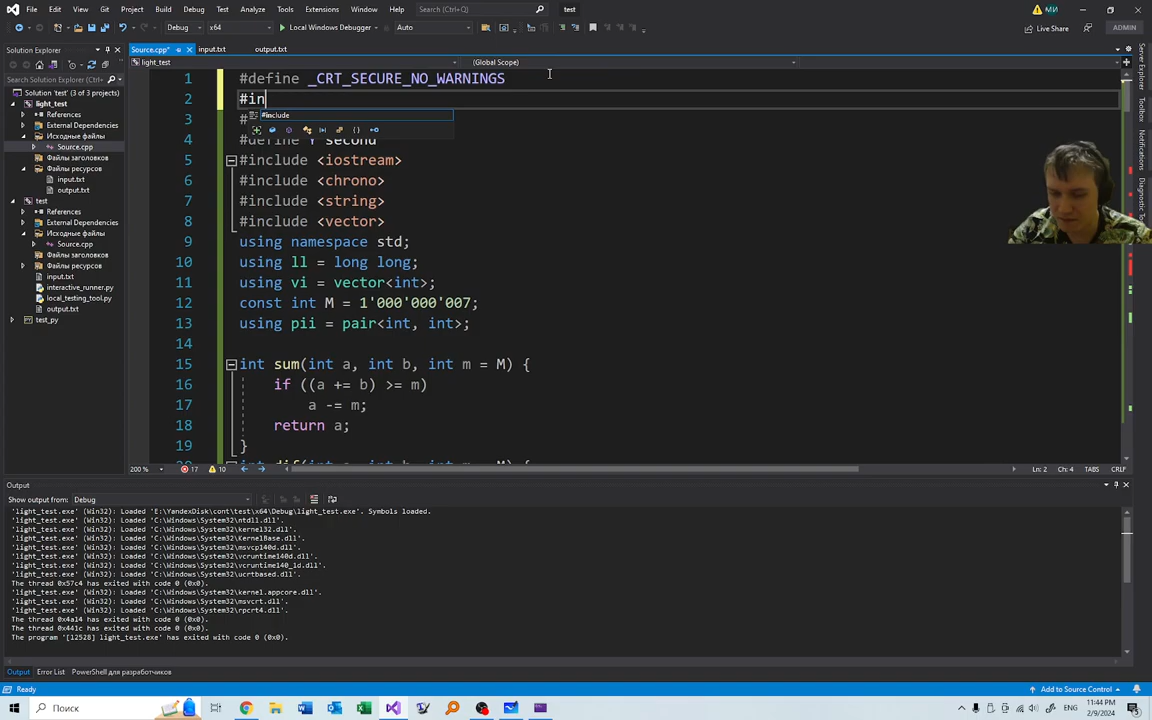 File Edit View Git Project Build Debug Test Analyze Tools Extensions Window Help Search (Ctrl+Q) test МИ
Debug x64 Local Windows Debugger Auto Live Share ADMIN
Solution Explorer
Source.cpp* input.txt output.txt
light_test (Global Scope)
Search Solution Explorer (Ctrl+;)
Solution 'test' (3 of 3 projects)
light_test
References
External Dependencies
Исходные файлы
Source.cpp
Файлы заголовков
Файлы ресурсов
input.txt
output.txt
test
References
External Dependencies
Исходные файлы
Source.cpp
Файлы заголовков
Файлы ресурсов
input.txt
interactive_runner.py
local_testing_tool.py
output.txt
test_py
1 #define _CRT_SECURE_NO_WARNINGS
2 #in
#include
3 #
4 #define Y second
5 #include <iostream>
6 #include <chrono>
7 #include <string>
8 #include <vector>
9 using namespace std;
10 using ll = long long;
11 using vi = vector<int>;
12 const int M = 1'000'000'007;
13 using pii = pair<int, int>;
14
15 int sum(int a, int b, int m = M) {
16 if ((a += b) >= m)
17 a -= m;
18 return a;
19 }
Server Explorer
Toolbox
Notifications
200 % 17 10 Ln: 2 Ch: 4 TABS CRLF
Output
Show output from: Debug
'light_test.exe' (Win32): Loaded 'E:\YandexDisk\cont\test\x64\Debug\light_test.exe'. Symbols loaded.
'light_test.exe' (Win32): Loaded 'C:\Windows\System32\ntdll.dll'.
'light_test.exe' (Win32): Loaded 'C:\Windows\System32\kernel32.dll'.
'light_test.exe' (Win32): Loaded 'C:\Windows\System32\KernelBase.dll'.
'light_test.exe' (Win32): Loaded 'C:\Windows\System32\msvcp140d.dll'.
'light_test.exe' (Win32): Loaded 'C:\Windows\System32\vcruntime140d.dll'.
'light_test.exe' (Win32): Loaded 'C:\Windows\System32\vcruntime140_1d.dll'.
'light_test.exe' (Win32): Loaded 'C:\Windows\System32\ucrtbased.dll'.
The thread 0x57c4 has exited with code 0 (0x0).
'light_test.exe' (Win32): Loaded 'C:\Windows\System32\kernel.appcore.dll'.
'light_test.exe' (Win32): Loaded 'C:\Windows\System32\msvcrt.dll'.
'light_test.exe' (Win32): Loaded 'C:\Windows\System32\rpcrt4.dll'.
The thread 0x4a14 has exited with code 0 (0x0).
The thread 0x441c has exited with code 0 (0x0).
The program '[12528] light_test.exe' has exited with code 0 (0x0).
Output Error List PowerShell для разработчиков
Ready Add to Source Control
Поиск ENG 11:44 PM
2/9/2024